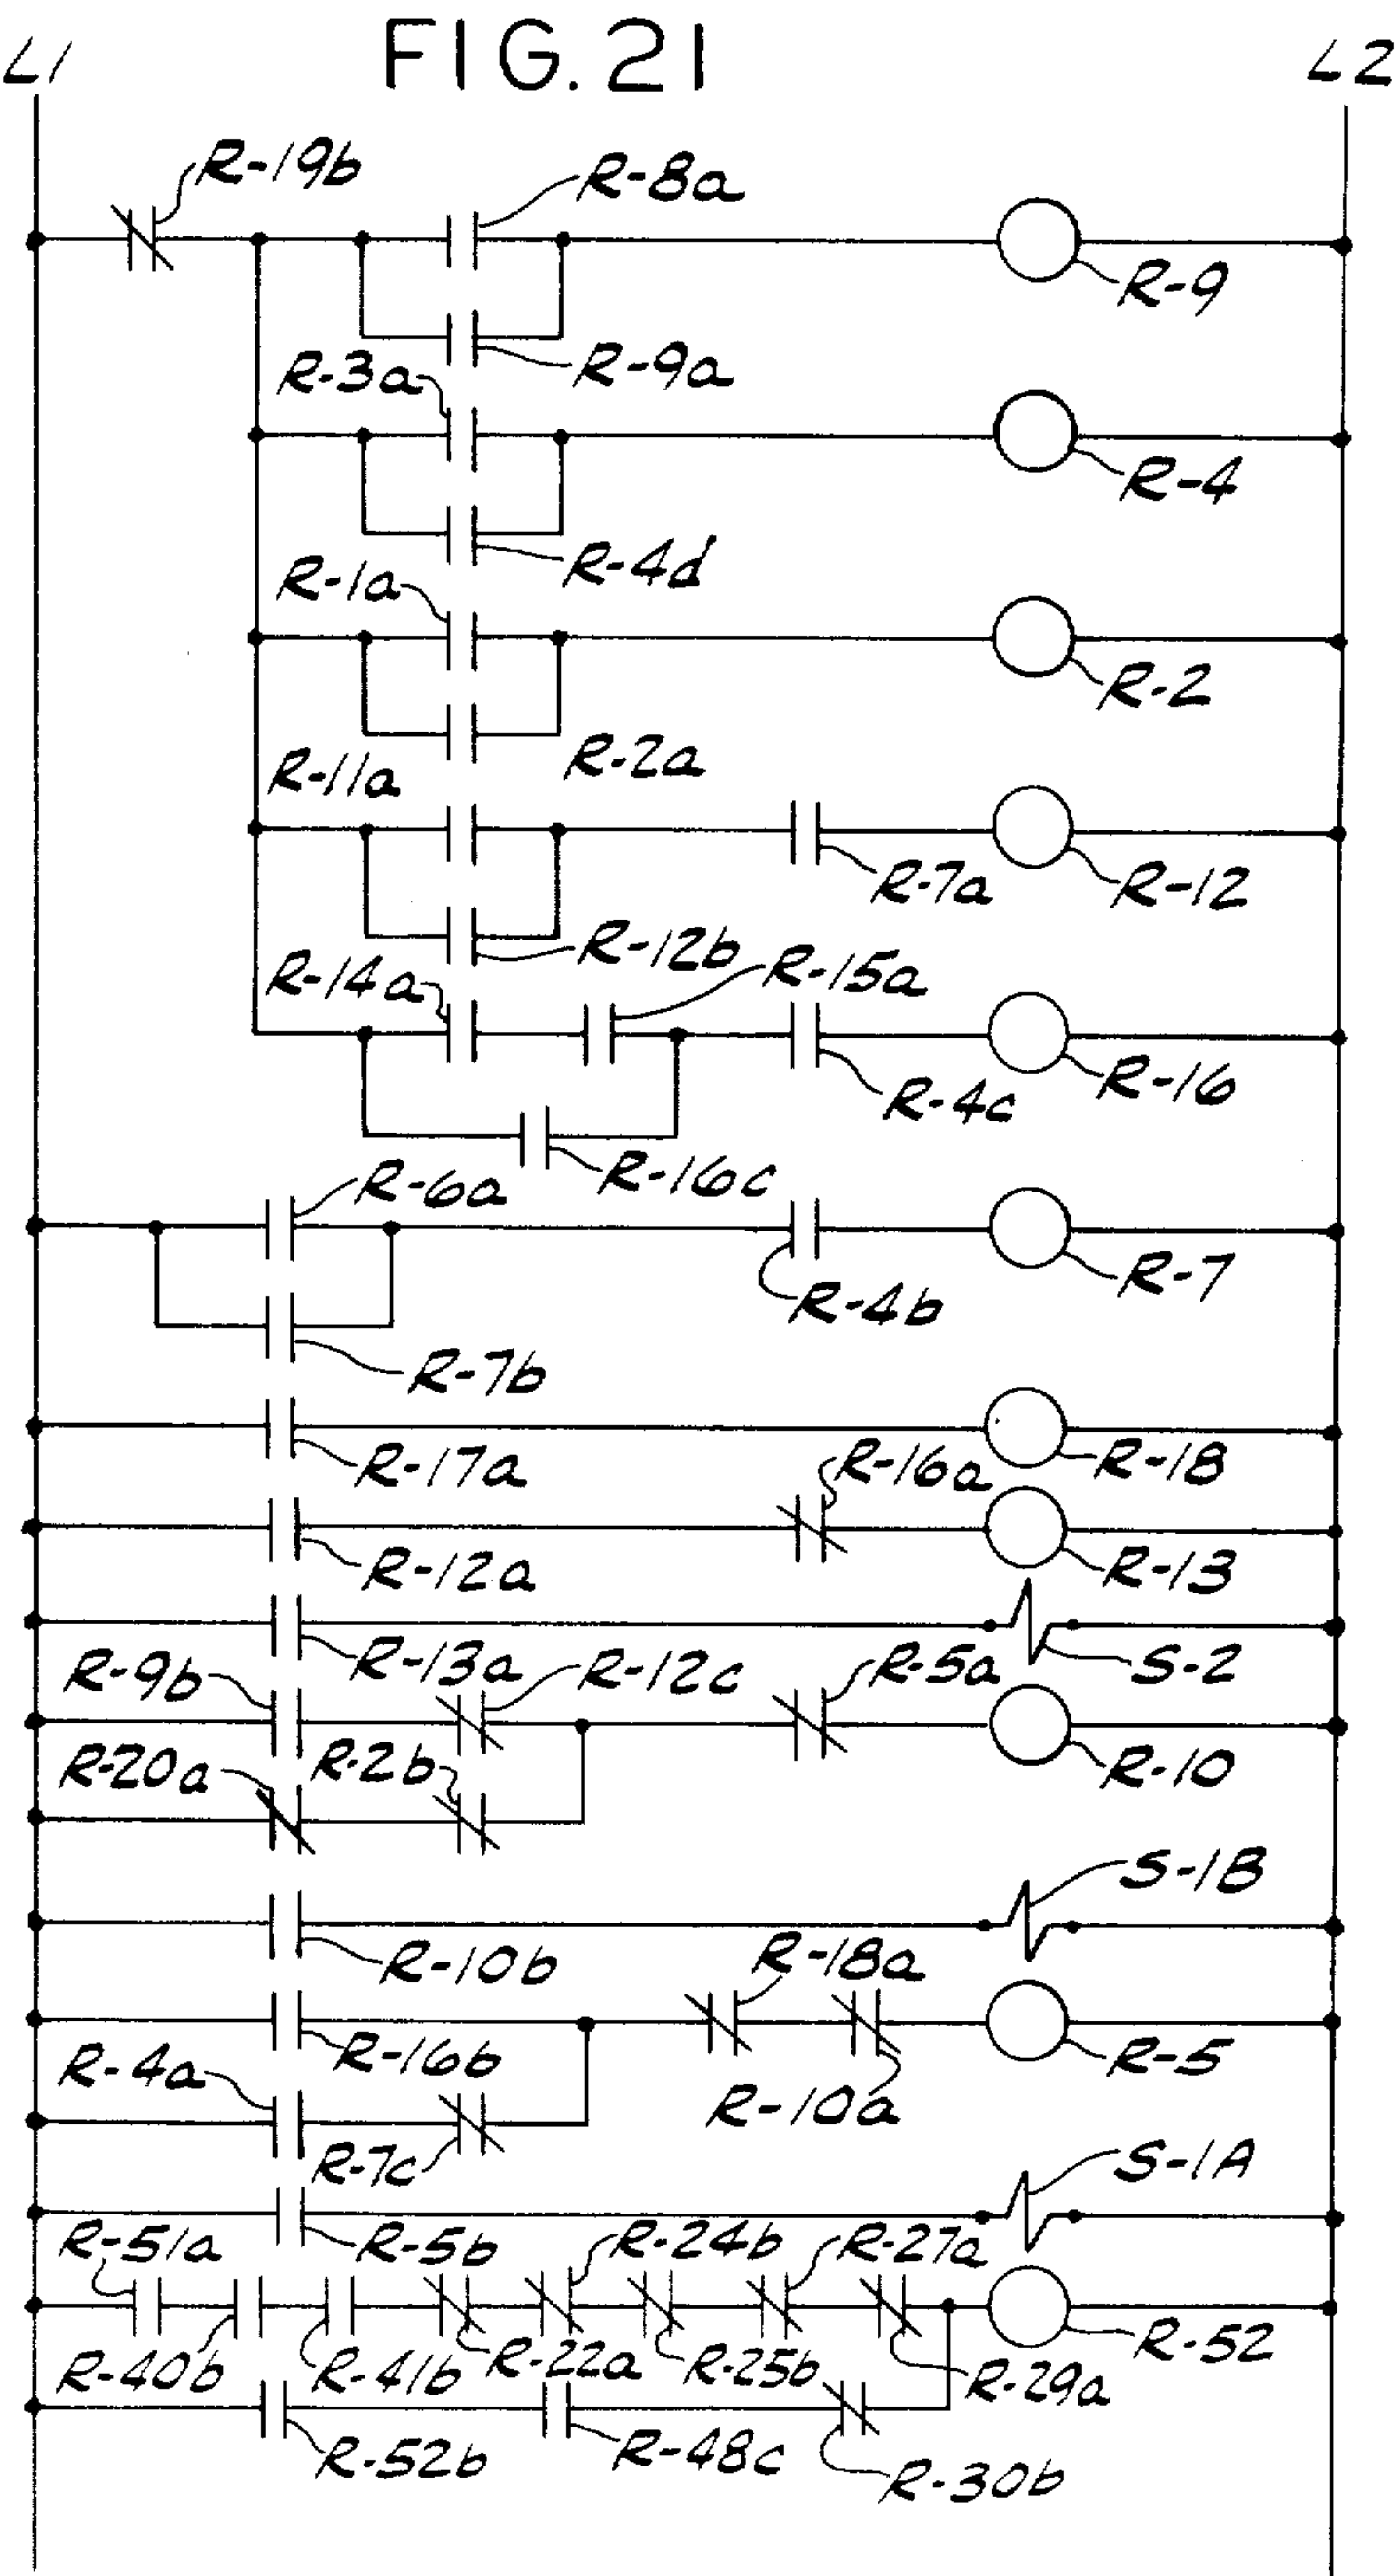 FIG. 21
L1 L2
R-19b R-8a
R-9
R-9a
R-3a
R-4
R-4d
R-1a
R-2
R-2a
R-11a
R-7a R-12
R-12b
R-14a R-15a
R-4c R-16
R-16c
R-6a
R-4b R-7
R-7b
R-17a R-18
R-16a
R-12a R-13
R-13a S-2
R-9b R-12c R-5a
R-10
R-20a R-2b
S-1B
R-10b
R-18a
R-16b R-5
R-4a R-10a
R-7c
S-1A
R-5b
R-51a R-24b R-27a
R-52
R-40b R-41b R-22a R-25b R-29a
R-52b R-48c R-30b